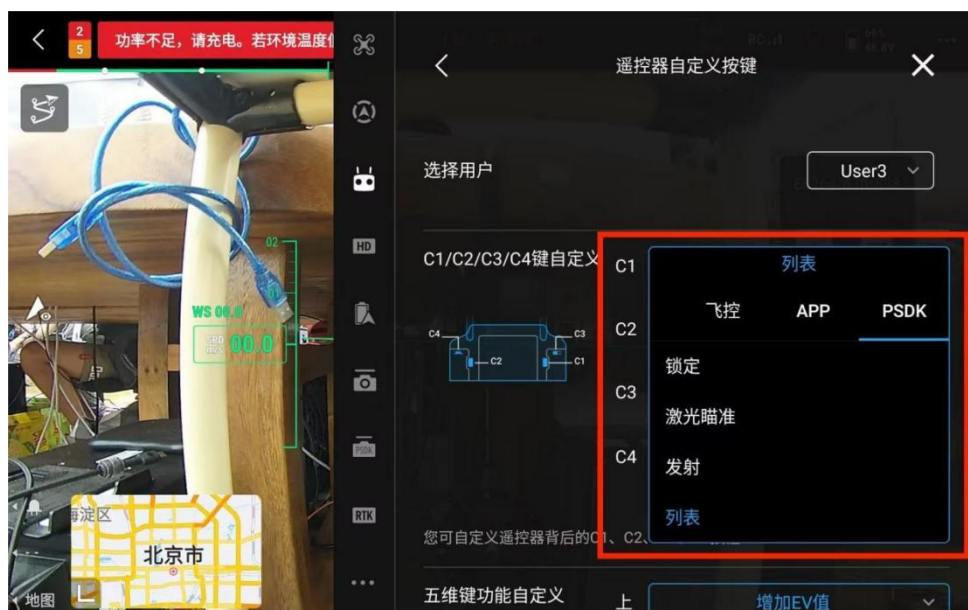 2
5
功率不足，请充电。若环境温度
遥控器自定义按键
选择用户
User3
C1/C2/C3/C4键自定义
C1
列表
飞控
APP
PSDK
C2
锁定
C3
激光瞄准
C4
发射
列表
C4
C3
C2
C1
您可自定义遥控器背后的C1、C2、
五维键功能自定义
上
增加EV值
HD
PSDK
RTK
02
01
WS 00.0
SPD
m/s
00.0
海淀区
北京市
地图